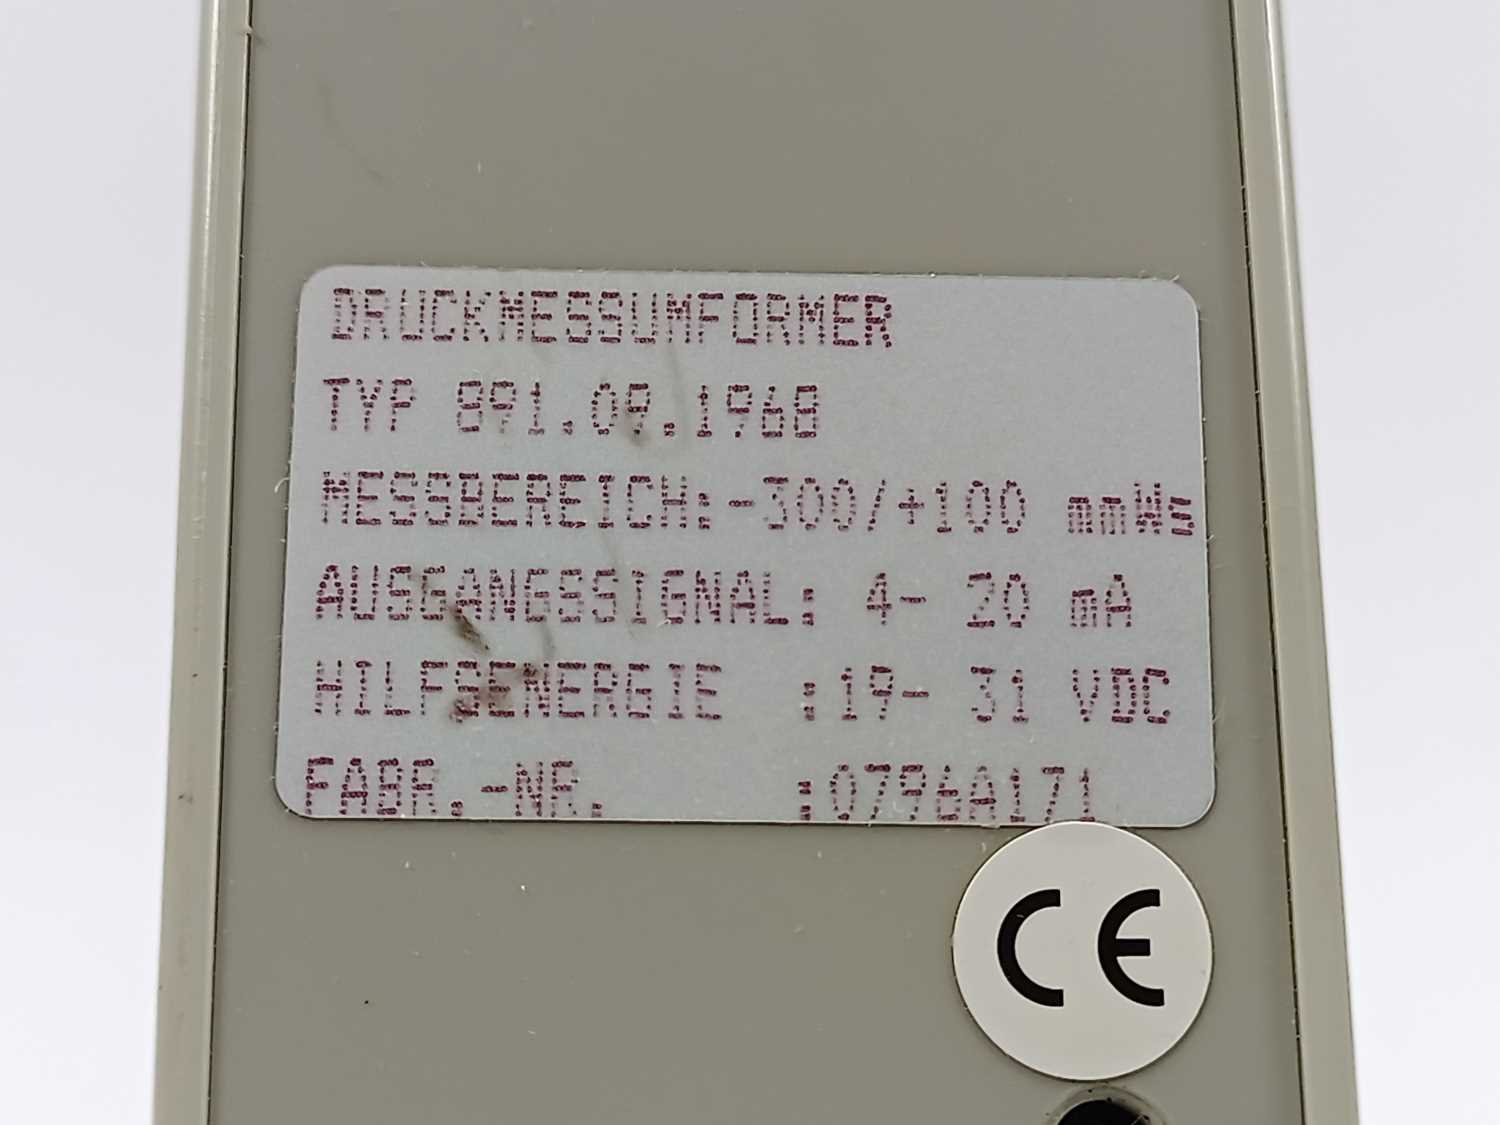 DRUCKMESSUMFORMER
TYP 891.09.1968
MESSBEREICH:-300/+100 mmWs
AUSGANGSSIGNAL: 4- 20 mA
HILFSENERGIE :19- 31 VDC
FABR.-NR. :0796A171
CE